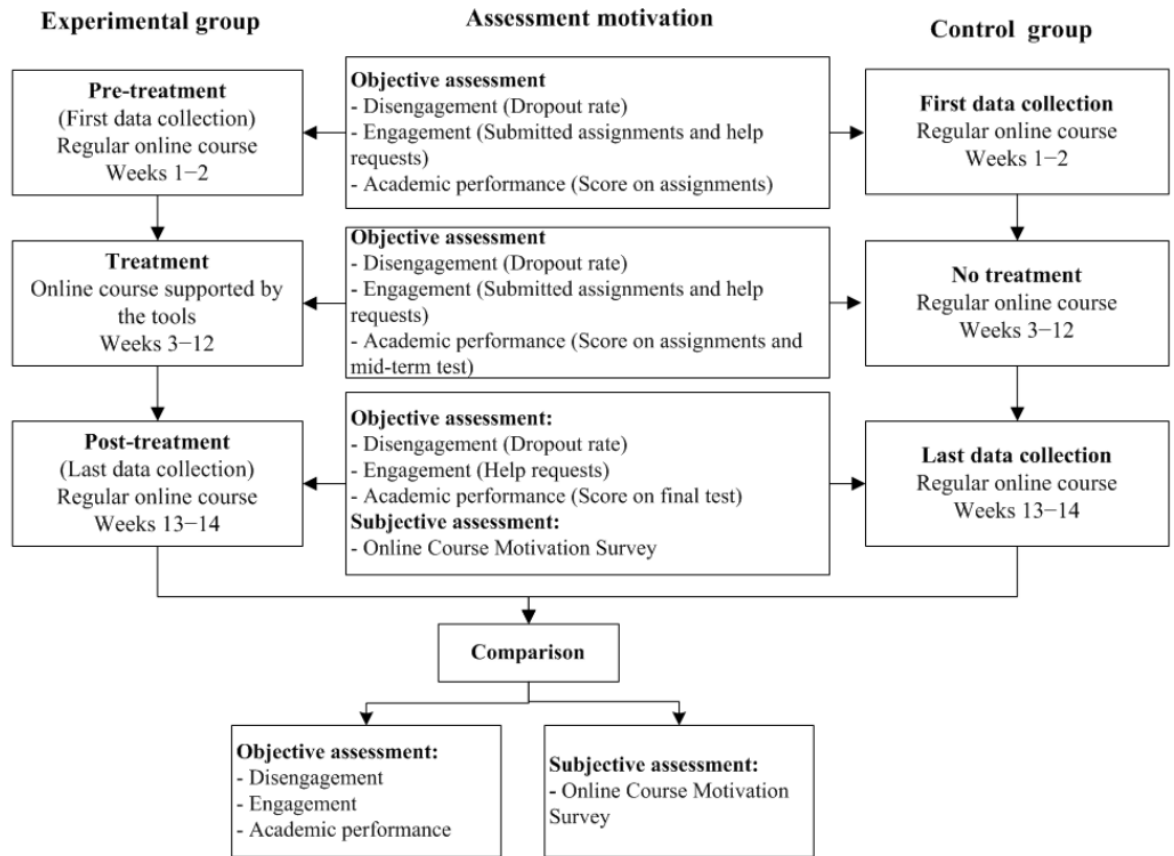 Experimental group
Assessment motivation
Control group
Pre-treatment
(First data collection)
Regular online course
Weeks 1−2
Objective assessment
- Disengagement (Dropout rate)
- Engagement (Submitted assignments and help
requests)
- Academic performance (Score on assignments)
First data collection
Regular online course
Weeks 1−2
Treatment
Online course supported by
the tools
Weeks 3−12
Objective assessment
- Disengagement (Dropout rate)
- Engagement (Submitted assignments and help
requests)
- Academic performance (Score on assignments and
mid-term test)
No treatment
Regular online course
Weeks 3−12
Post-treatment
(Last data collection)
Regular online course
Weeks 13−14
Objective assessment:
- Disengagement (Dropout rate)
- Engagement (Help requests)
- Academic performance (Score on final test)
Subjective assessment:
- Online Course Motivation Survey
Last data collection
Regular online course
Weeks 13−14
Comparison
Objective assessment:
- Disengagement
- Engagement
- Academic performance
Subjective assessment:
- Online Course Motivation
Survey